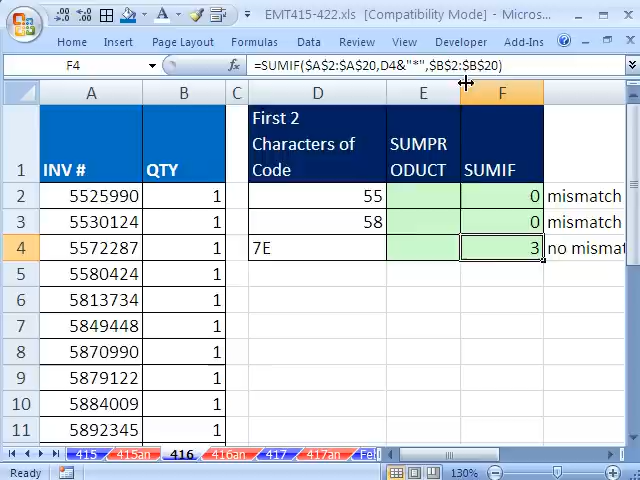 EMT415-422.xls [Compatibility Mode] - Micros...
Home Insert Page Layout Formulas Data Review View Developer Add-Ins
F4 fx =SUMIF($A$2:$A$20,D4&"*",$B$2:$B$20)
A B C D E F
1 INV # QTY First 2 Characters of Code SUMPRODUCT SUMIF
2 5525990 1 55 0 mismatch
3 5530124 1 58 0 mismatch
4 5572287 1 7E 3 no mismat
5 5580424 1
6 5813734 1
7 5849448 1
8 5870990 1
9 5879122 1
10 5884009 1
11 5892345 1
415 415an 416 416an 417 417an
Ready 130%